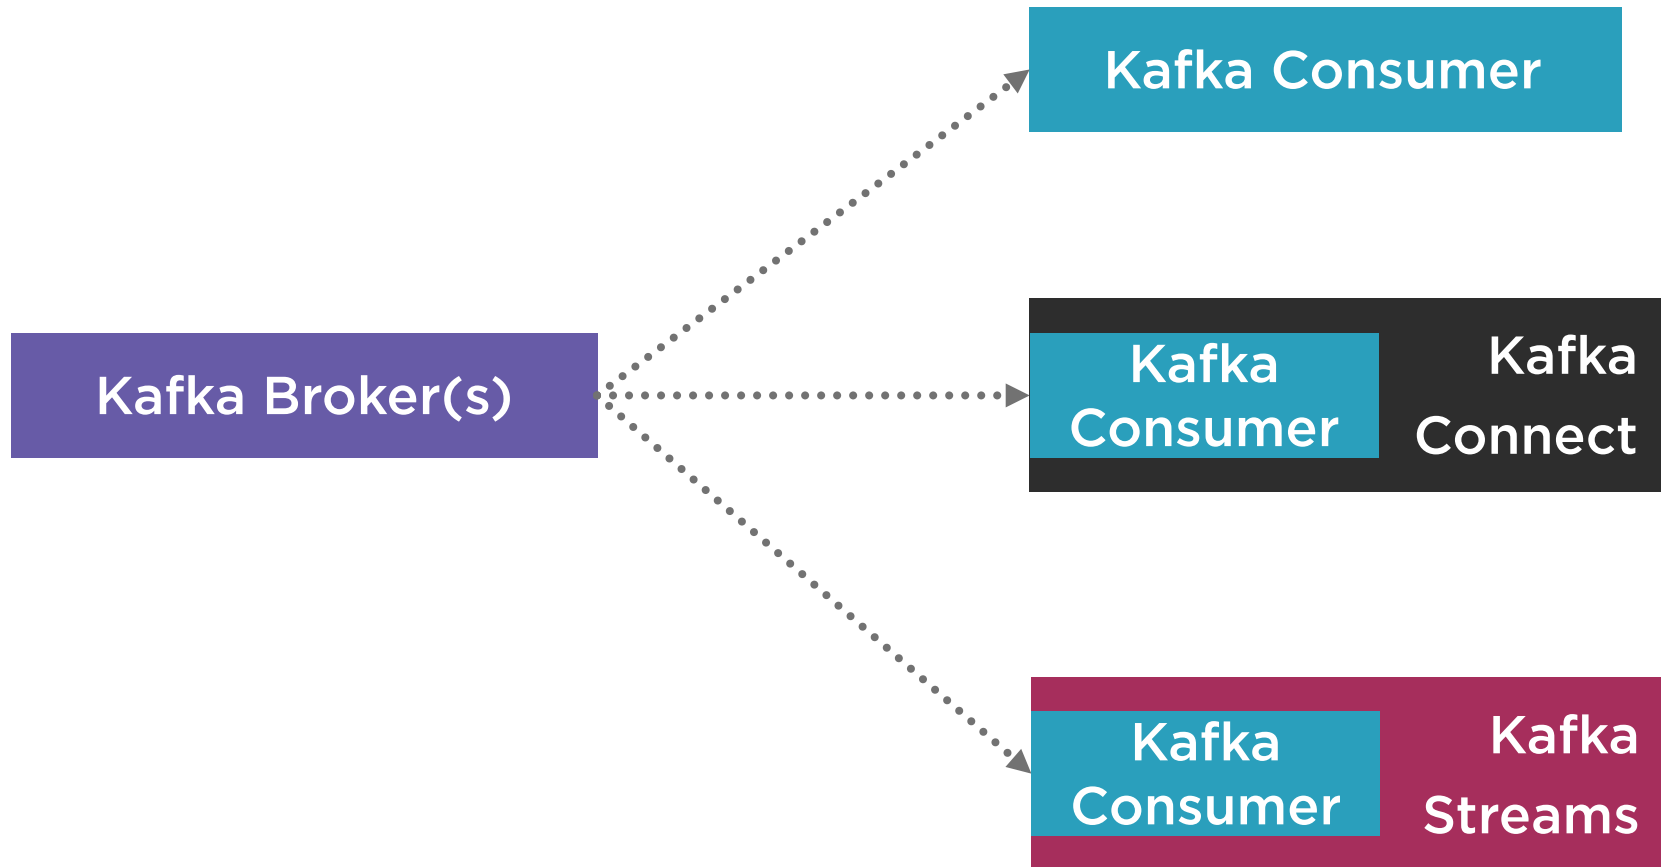 Kafka Consumer
Kafka Broker(s)
Kafka
Consumer
Kafka
Connect
Kafka
Consumer
Kafka
Streams